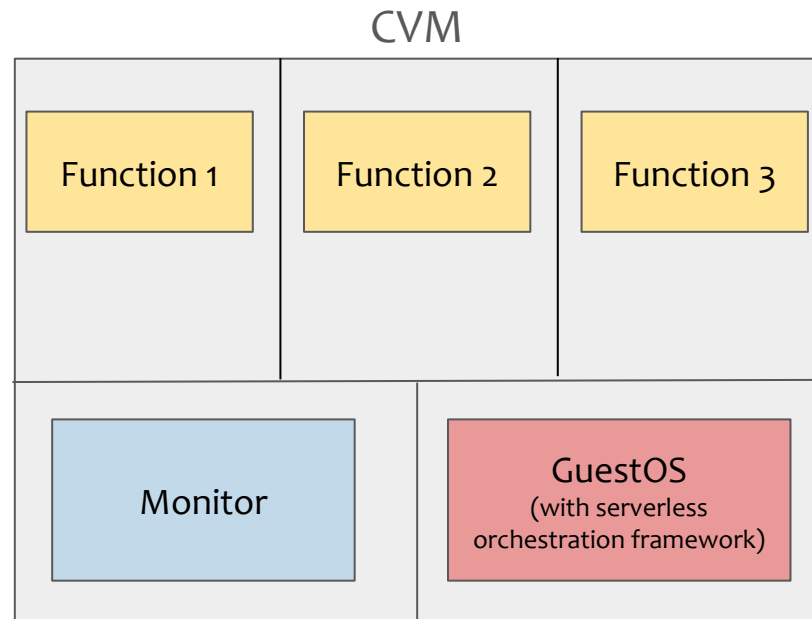 CVM
Function 1
Function 2
Function 3
Monitor
GuestOS
(with serverless
orchestration framework)